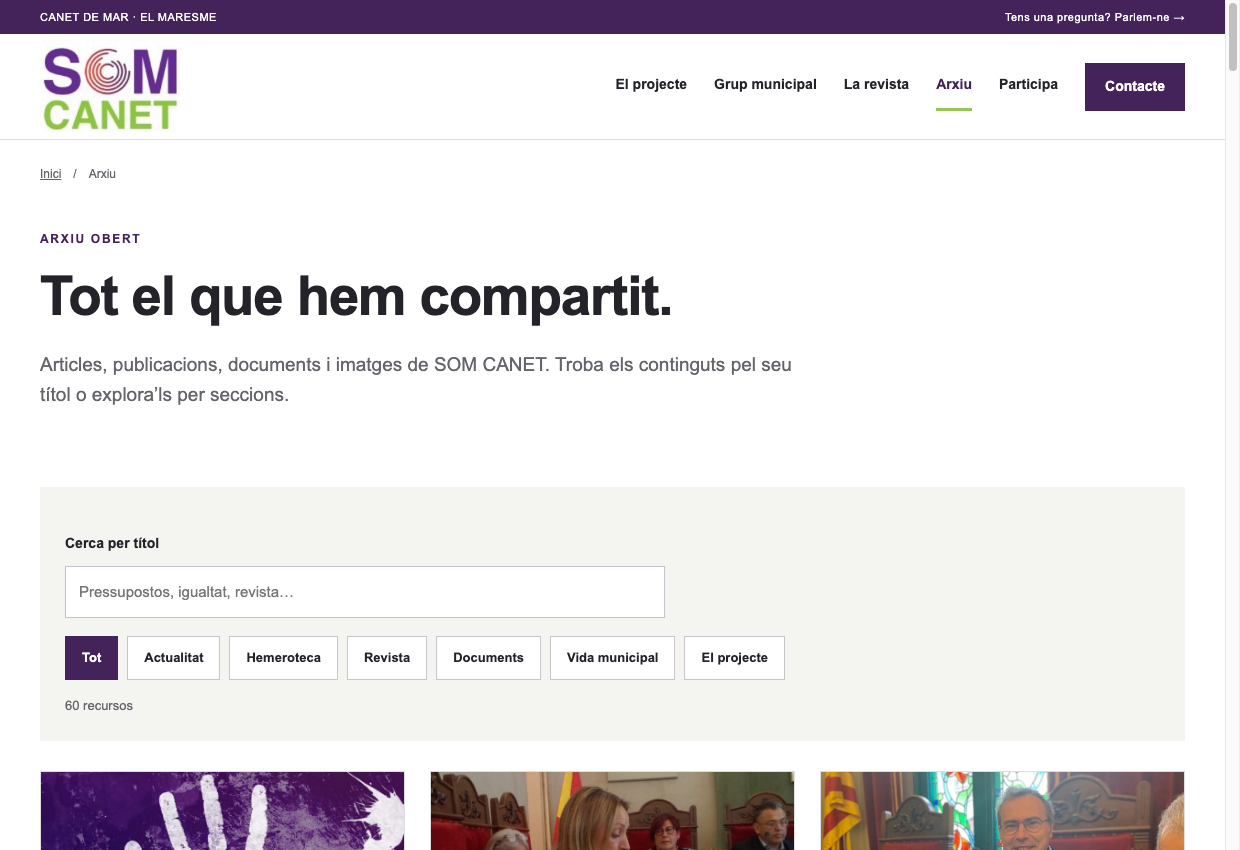 CANET DE MAR · EL MARESME
Tens una pregunta? Parlem-ne →
SOM
CANET
El projecte
Grup municipal
La revista
Arxiu
Participa
Contacte
Inici / Arxiu
ARXIU OBERT
Tot el que hem compartit.
Articles, publicacions, documents i imatges de SOM CANET. Troba els continguts pel seu
títol o explora’ls per seccions.
Cerca per títol
Pressupostos, igualtat, revista…
Tot
Actualitat
Hemeroteca
Revista
Documents
Vida municipal
El projecte
60 recursos